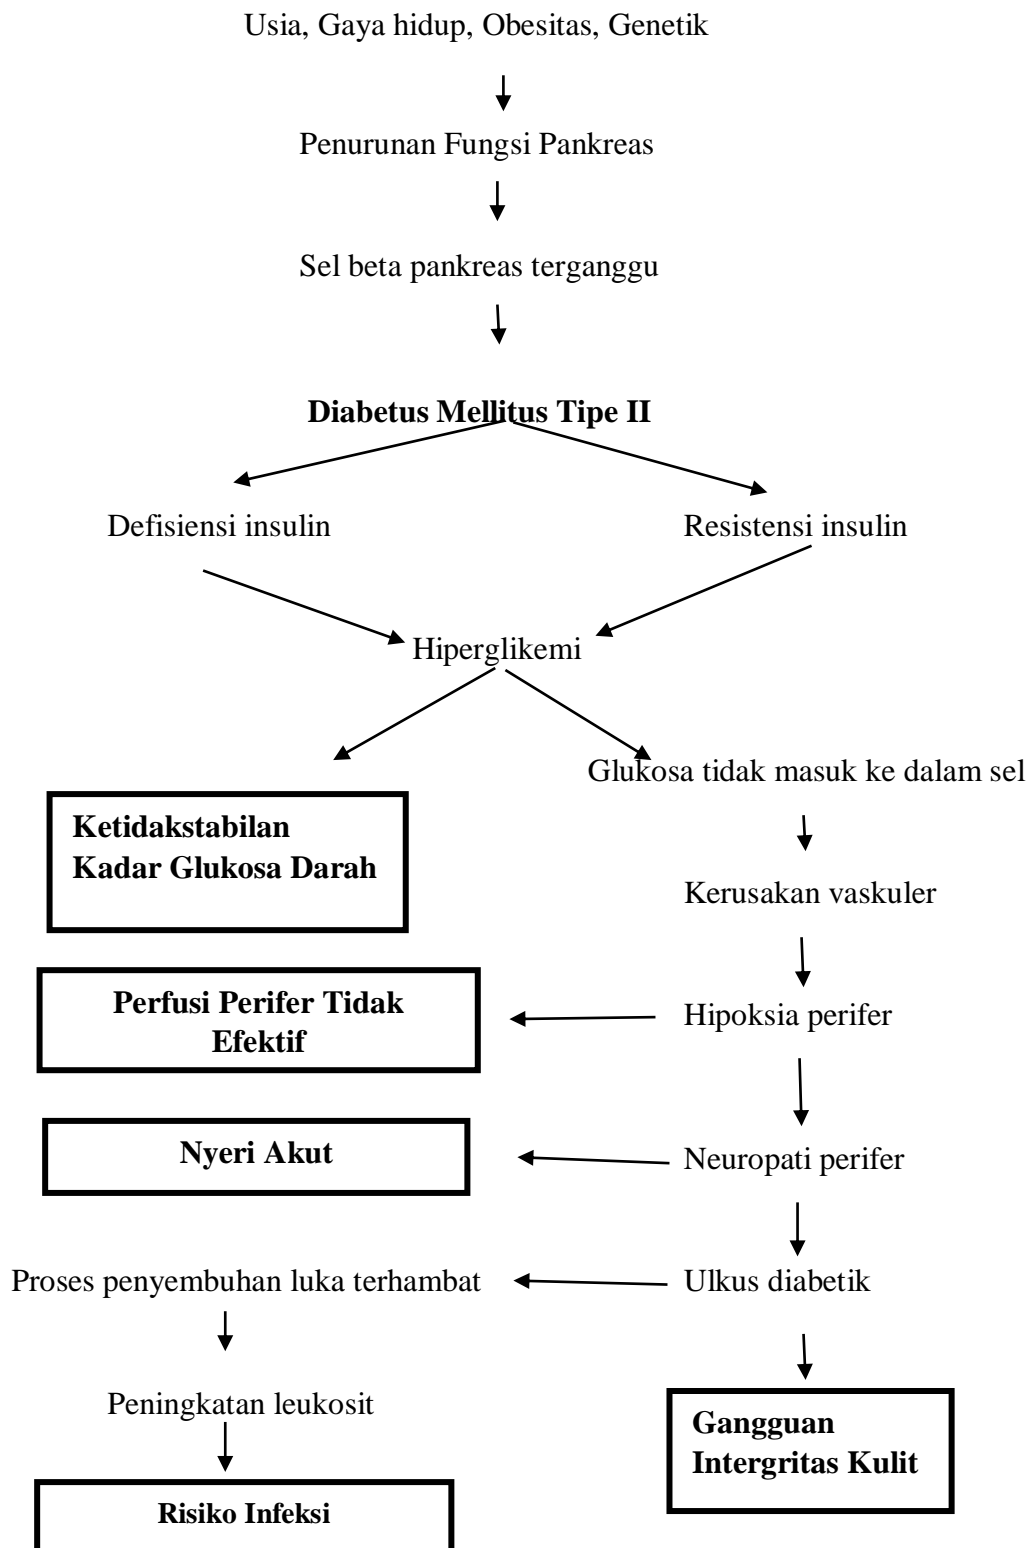 Usia, Gaya hidup, Obesitas, Genetik
Penurunan Fungsi Pankreas
Sel beta pankreas terganggu
Diabetus Mellitus Tipe II
Defisiensi insulin
Resistensi insulin
Hiperglikemi
Glukosa tidak masuk ke dalam sel
Ketidakstabilan
Kadar Glukosa Darah
Kerusakan vaskuler
Perfusi Perifer Tidak
Efektif
Hipoksia perifer
Nyeri Akut
Neuropati perifer
Proses penyembuhan luka terhambat
Ulkus diabetik
Peningkatan leukosit
Gangguan
Intergritas Kulit
Risiko Infeksi